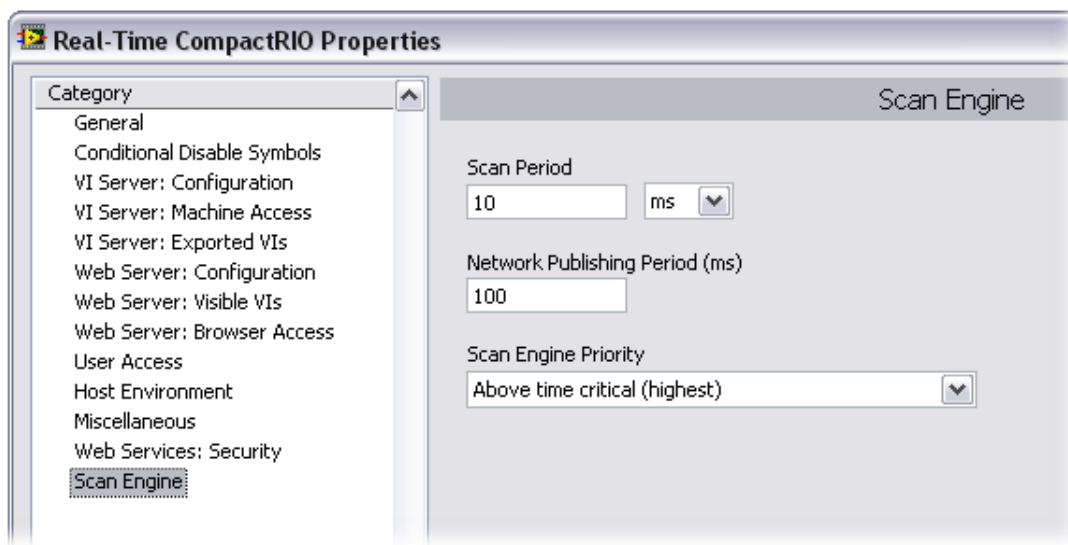 Real-Time CompactRIO Properties
Category
General
Conditional Disable Symbols
VI Server: Configuration
VI Server: Machine Access
VI Server: Exported VIs
Web Server: Configuration
Web Server: Visible VIs
Web Server: Browser Access
User Access
Host Environment
Miscellaneous
Web Services: Security
Scan Engine
Scan Engine
Scan Period
10 ms
Network Publishing Period (ms)
100
Scan Engine Priority
Above time critical (highest)